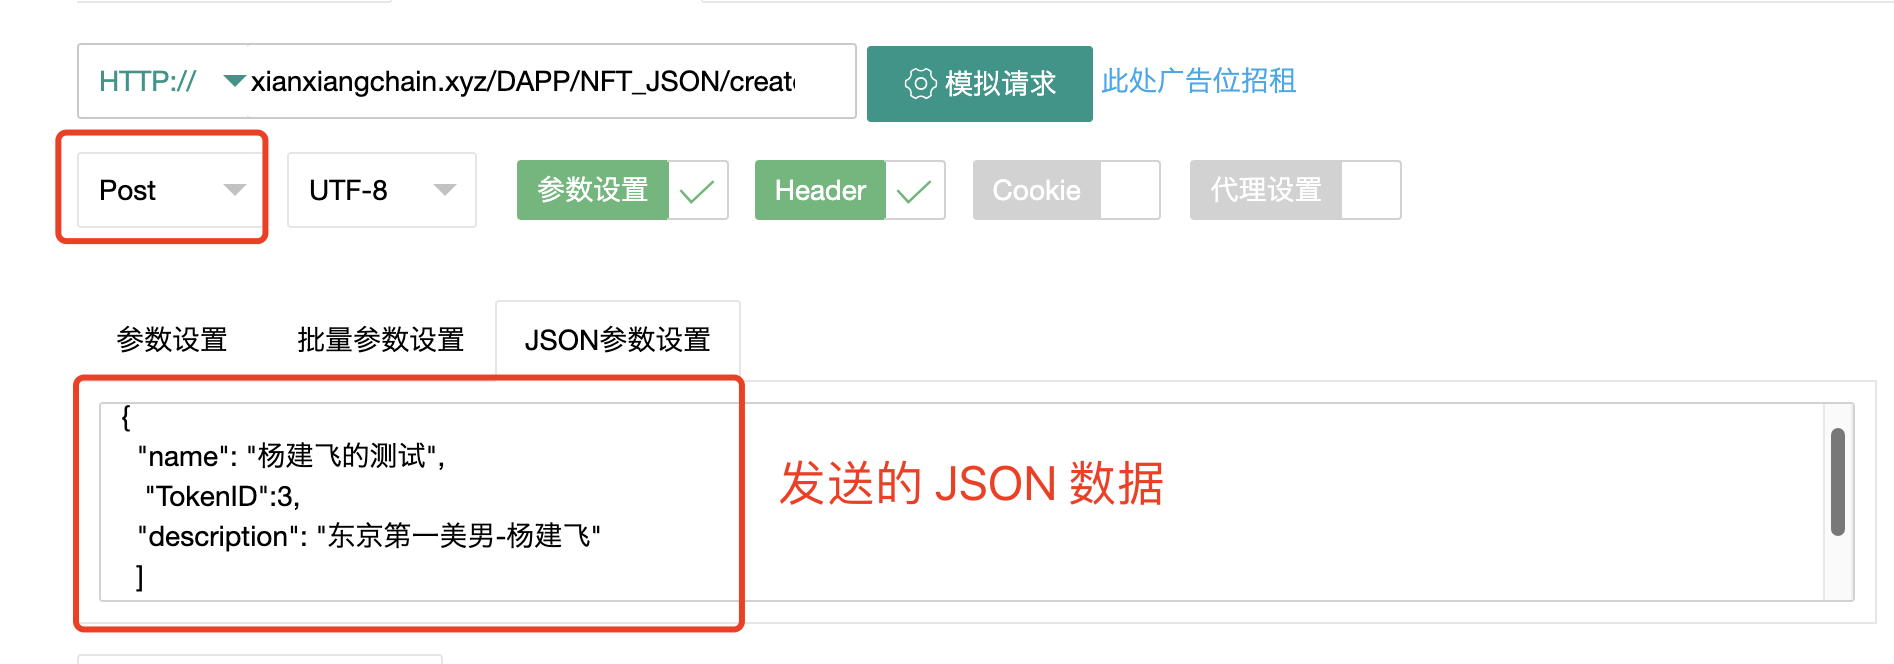 HTTP:// xianxiangchain.xyz/DAPP/NFT_JSON/create 模拟请求 此处广告位招租
Post UTF-8 参数设置 Header Cookie 代理设置
参数设置 批量参数设置 JSON参数设置
{
"name": "杨建飞的测试",
"TokenID":3,
"description": "东京第一美男-杨建飞"
]
发送的 JSON 数据